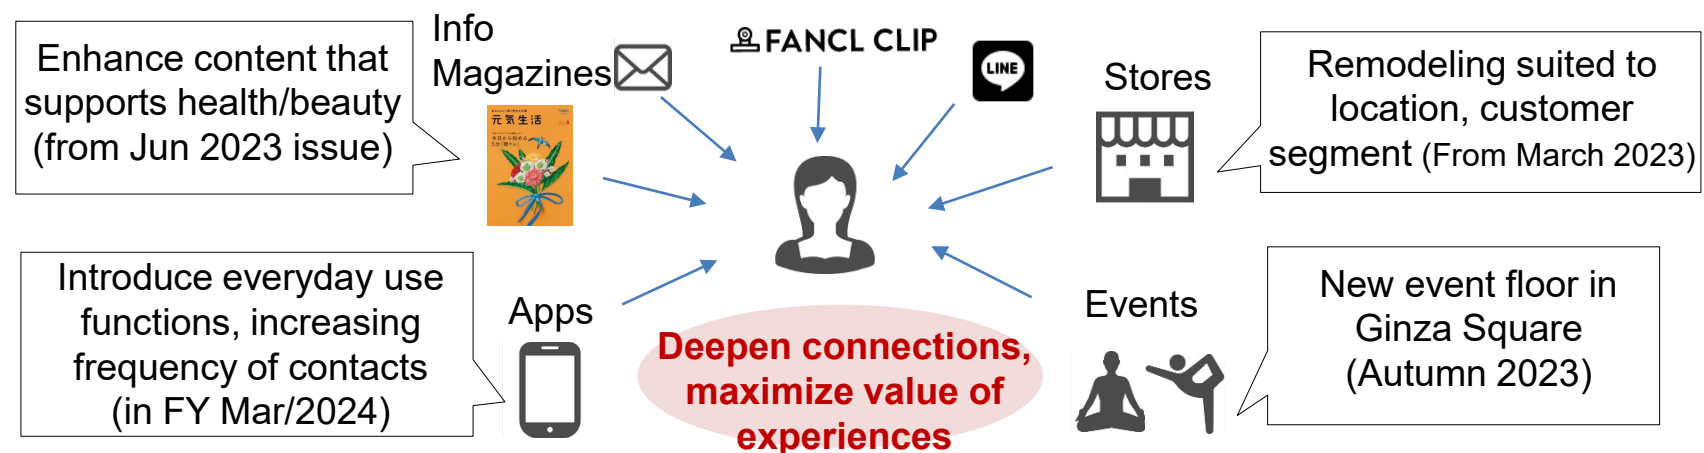 Enhance content that
supports health/beauty
(from Jun 2023 issue)
Info
Magazines
元気生活
FANCL CLIP
LINE
Stores
Remodeling suited to
location, customer
segment (From March 2023)
Introduce everyday use
functions, increasing
frequency of contacts
(in FY Mar/2024)
Apps
Deepen connections,
maximize value of
experiences
Events
New event floor in
Ginza Square
(Autumn 2023)